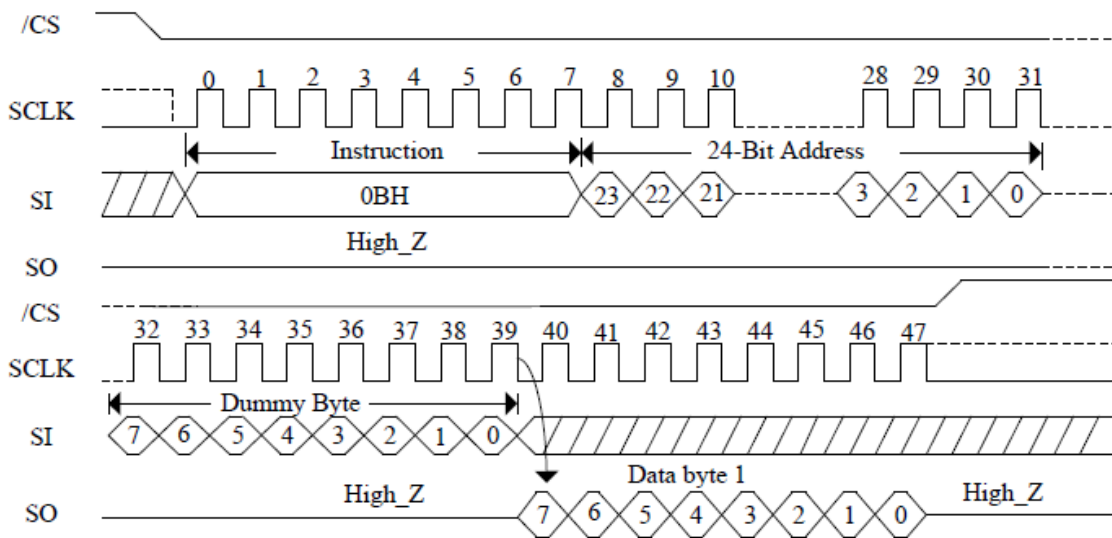 /CS
0 1 2 3 4 5 6 7 8 9 10 28 29 30 31
SCLK
Instruction 24-Bit Address
SI 0BH 23 22 21 3 2 1 0
High_Z
SO
/CS
32 33 34 35 36 37 38 39 40 41 42 43 44 45 46 47
SCLK
Dummy Byte
SI 7 6 5 4 3 2 1 0
High_Z Data byte 1 High_Z
SO 7 6 5 4 3 2 1 0